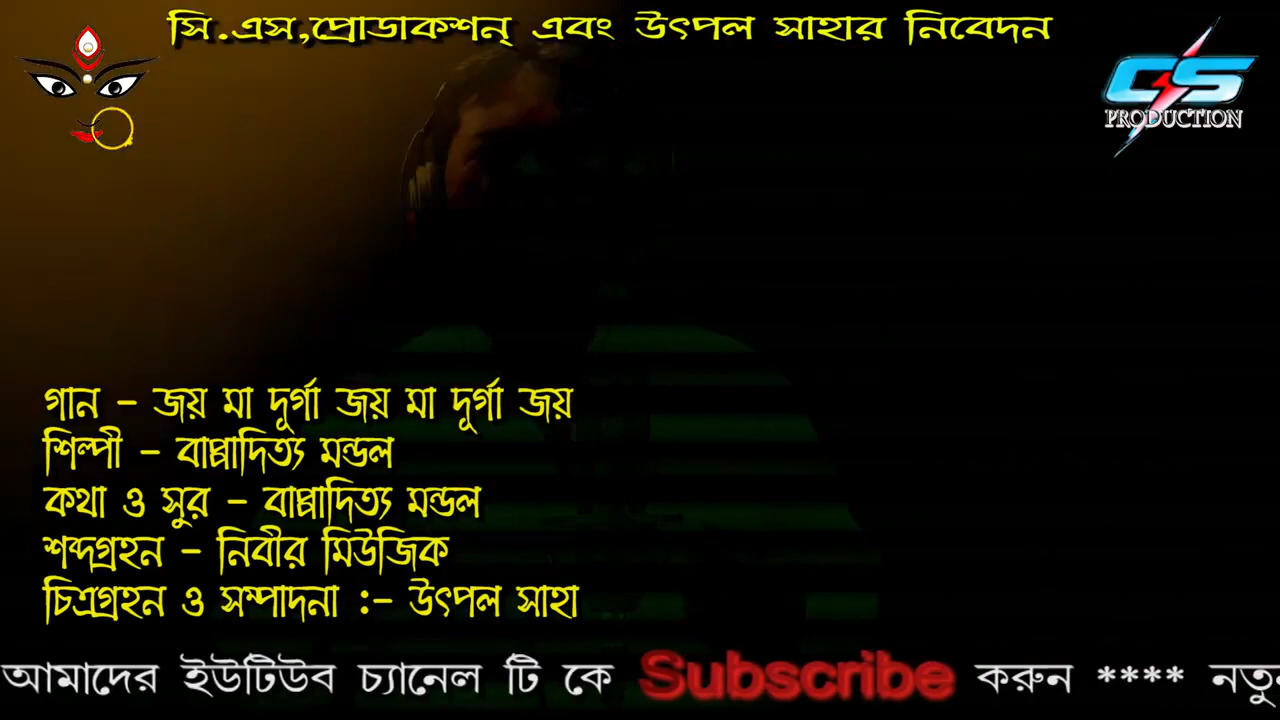 সি.এস,প্রোডাকশন্ এবং উৎপল সাহার নিবেদন
CS
PRODUCTION
গান - জয় মা দূর্গা জয় মা দূর্গা জয়
শিল্পী - বাপ্পাদিত্য মন্ডল
কথা ও সুর - বাপ্পাদিত্য মন্ডল
শব্দগ্রহন - নিবীর মিউজিক
চিত্রগ্রহন ও সম্পাদনা :- উৎপল সাহা
আমাদের ইউটিউব চ্যানেল টি কে Subscribe করুন ****